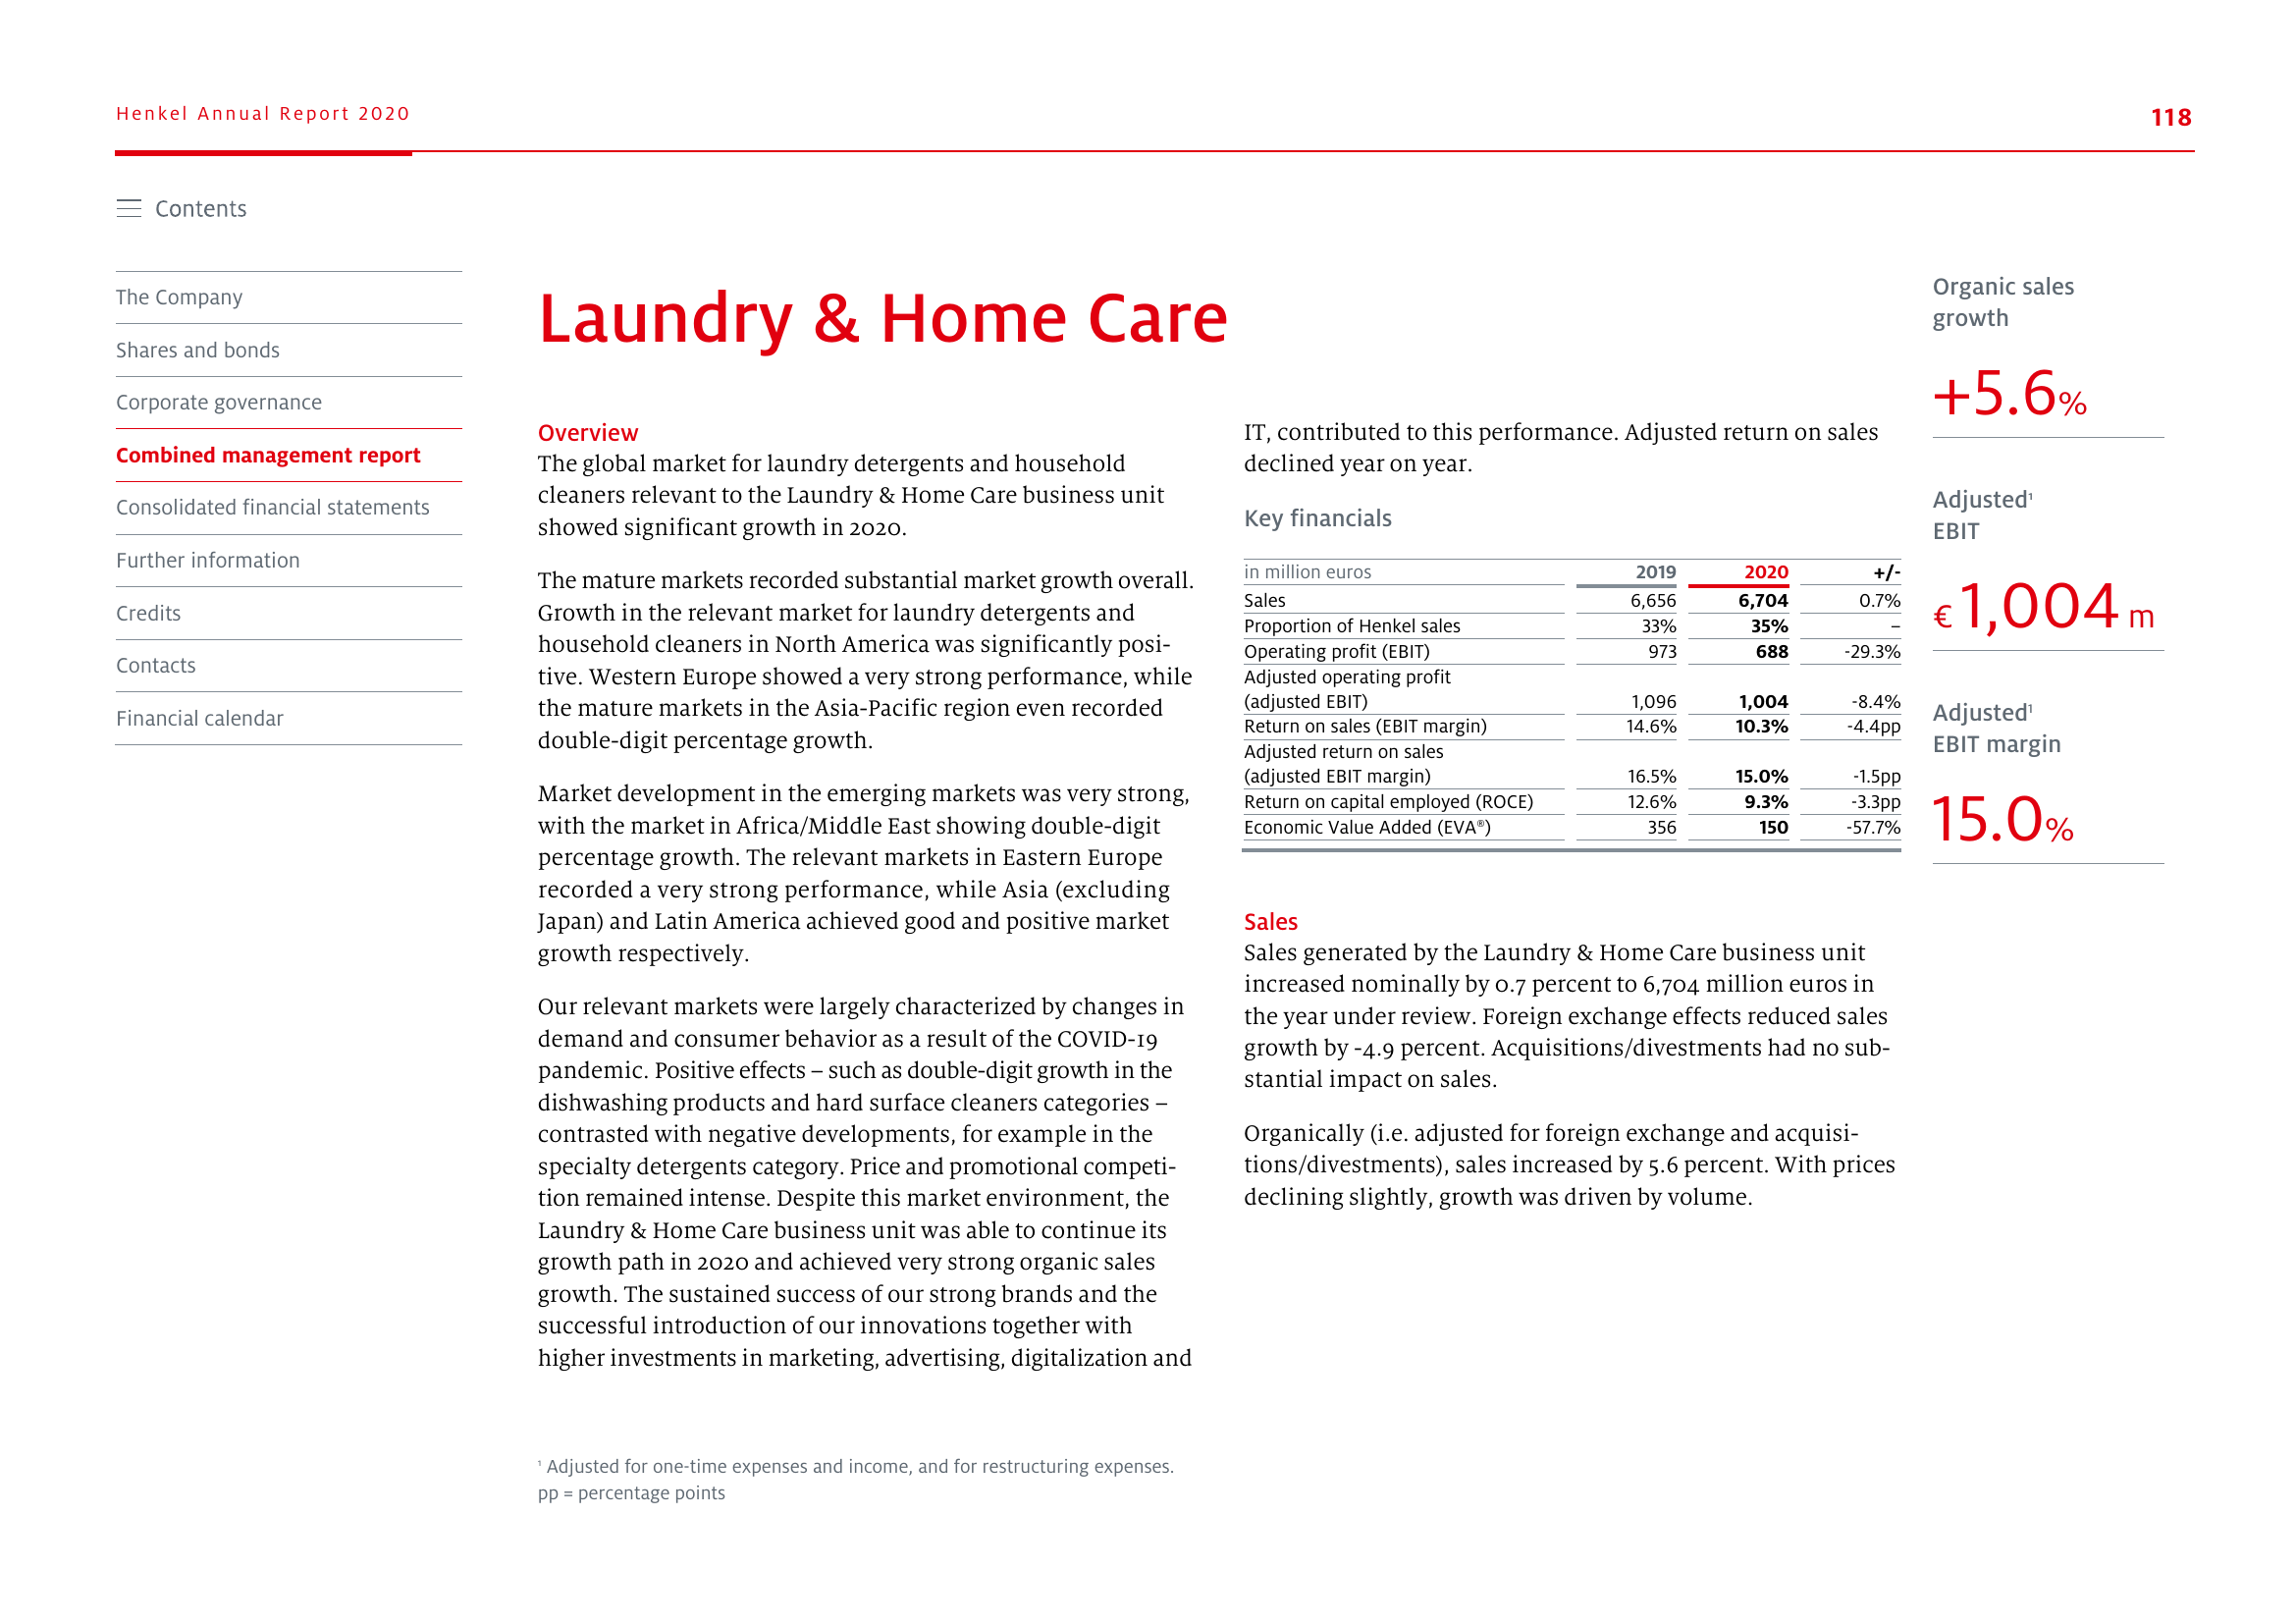 Henkel Annual Report 2020
118
Contents
The Company
Shares and bonds
Corporate governance
Combined management report
Consolidated financial statements
Further information
Credits
Contacts
Financial calendar
Laundry & Home Care
Overview
The global market for laundry detergents and household
cleaners relevant to the Laundry & Home Care business unit
showed significant growth in 2020.
The mature markets recorded substantial market growth overall.
Growth in the relevant market for laundry detergents and
household cleaners in North America was significantly posi-
tive. Western Europe showed a very strong performance, while
the mature markets in the Asia-Pacific region even recorded
double-digit percentage growth.
Market development in the emerging markets was very strong,
with the market in Africa/Middle East showing double-digit
percentage growth. The relevant markets in Eastern Europe
recorded a very strong performance, while Asia (excluding
Japan) and Latin America achieved good and positive market
growth respectively.
Our relevant markets were largely characterized by changes in
demand and consumer behavior as a result of the COVID-19
pandemic. Positive effects – such as double-digit growth in the
dishwashing products and hard surface cleaners categories –
contrasted with negative developments, for example in the
specialty detergents category. Price and promotional competi-
tion remained intense. Despite this market environment, the
Laundry & Home Care business unit was able to continue its
growth path in 2020 and achieved very strong organic sales
growth. The sustained success of our strong brands and the
successful introduction of our innovations together with
higher investments in marketing, advertising, digitalization and
IT, contributed to this performance. Adjusted return on sales
declined year on year.
Key financials
in million euros 2019 2020 +/-
Sales 6,656 6,704 0.7%
Proportion of Henkel sales 33% 35% –
Operating profit (EBIT) 973 688 -29.3%
Adjusted operating profit
(adjusted EBIT) 1,096 1,004 -8.4%
Return on sales (EBIT margin) 14.6% 10.3% -4.4pp
Adjusted return on sales
(adjusted EBIT margin) 16.5% 15.0% -1.5pp
Return on capital employed (ROCE) 12.6% 9.3% -3.3pp
Economic Value Added (EVA®) 356 150 -57.7%
Sales
Sales generated by the Laundry & Home Care business unit
increased nominally by 0.7 percent to 6,704 million euros in
the year under review. Foreign exchange effects reduced sales
growth by -4.9 percent. Acquisitions/divestments had no sub-
stantial impact on sales.
Organically (i.e. adjusted for foreign exchange and acquisi-
tions/divestments), sales increased by 5.6 percent. With prices
declining slightly, growth was driven by volume.
Organic sales
growth
+5.6%
Adjusted¹
EBIT
€ 1,004 m
Adjusted¹
EBIT margin
15.0%
¹ Adjusted for one-time expenses and income, and for restructuring expenses.
pp = percentage points